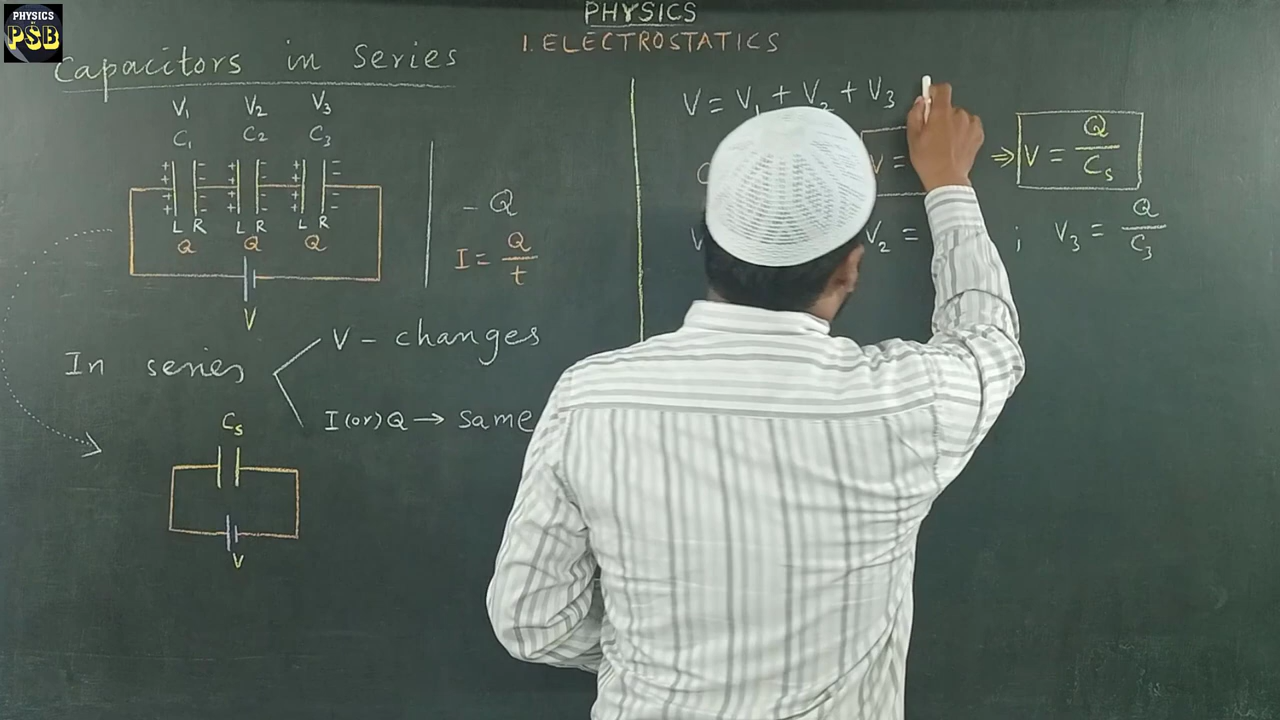 PHYSICS
BY
PSB
PHYSICS
1. ELECTROSTATICS
Capacitors in Series
V₁ V₂ V₃
C₁ C₂ C₃
+ - + - + -
+ - + - + -
+ - + - + -
+ - + - + -
L R L R L R
Q Q Q
V
- Q
I = Q/t
In series
V - changes
I (or) Q → same
Cₛ
V
V = V₁ + V₂ + V₃
V =
⇒ V = Q/Cₛ
V₂ = ; V₃ = Q/C₃